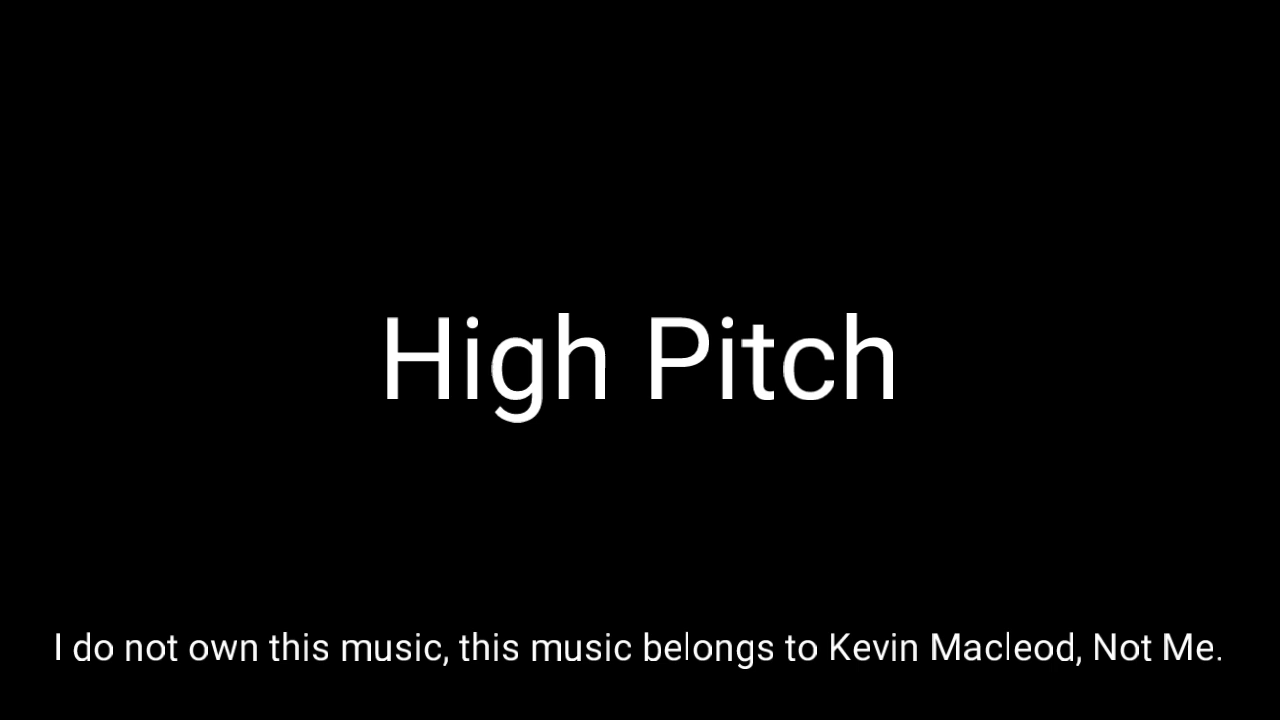 High Pitch
I do not own this music, this music belongs to Kevin Macleod, Not Me.